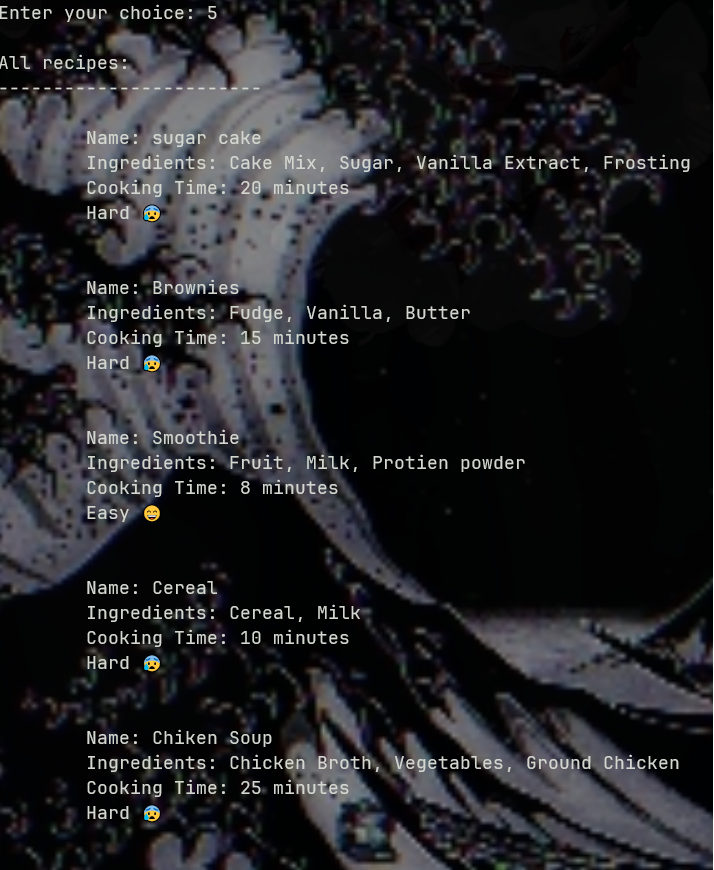 Enter your choice: 5
All recipes:
------------------------
Name: sugar cake
Ingredients: Cake Mix, Sugar, Vanilla Extract, Frosting
Cooking Time: 20 minutes
Hard 😰
Name: Brownies
Ingredients: Fudge, Vanilla, Butter
Cooking Time: 15 minutes
Hard 😰
Name: Smoothie
Ingredients: Fruit, Milk, Protien powder
Cooking Time: 8 minutes
Easy 😄
Name: Cereal
Ingredients: Cereal, Milk
Cooking Time: 10 minutes
Hard 😰
Name: Chiken Soup
Ingredients: Chicken Broth, Vegetables, Ground Chicken
Cooking Time: 25 minutes
Hard 😰